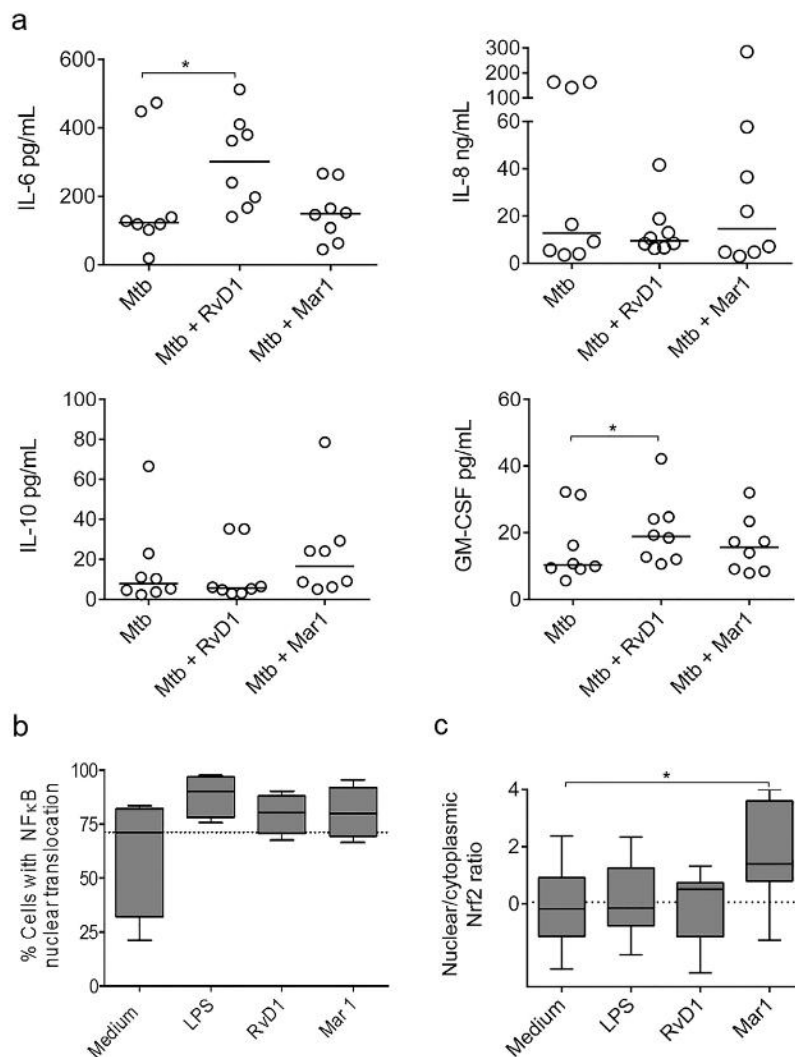 a
IL-6 pg/mL
600
400
200
0
*
Mtb
Mtb + RvD1
Mtb + Mar1
IL-8 ng/mL
300
200
100
60
40
20
0
Mtb
Mtb + RvD1
Mtb + Mar1
IL-10 pg/mL
100
80
60
40
20
0
Mtb
Mtb + RvD1
Mtb + Mar1
GM-CSF pg/mL
60
40
20
0
*
Mtb
Mtb + RvD1
Mtb + Mar1
b
% Cells with NFκB
nuclear translocation
100
75
50
25
0
Medium
LPS
RvD1
Mar 1
c
Nuclear/cytoplasmic
Nrf2 ratio
4
2
0
*
Medium
LPS
RvD1
Mar1